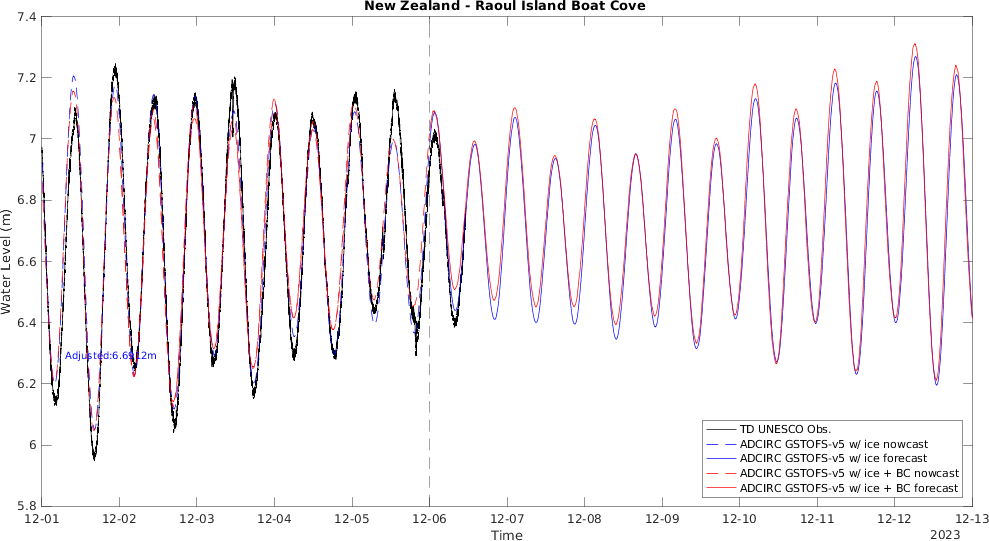 New Zealand - Raoul Island Boat Cove
7.4
7.2
7
6.8
6.6
6.4
6.2
6
5.8
Water Level (m)
Adjusted:6.6912m
TD UNESCO Obs.
ADCIRC GSTOFS-v5 w/ ice nowcast
ADCIRC GSTOFS-v5 w/ ice forecast
ADCIRC GSTOFS-v5 w/ ice + BC nowcast
ADCIRC GSTOFS-v5 w/ ice + BC forecast
12-01 12-02 12-03 12-04 12-05 12-06 12-07 12-08 12-09 12-10 12-11 12-12 12-13
Time
2023